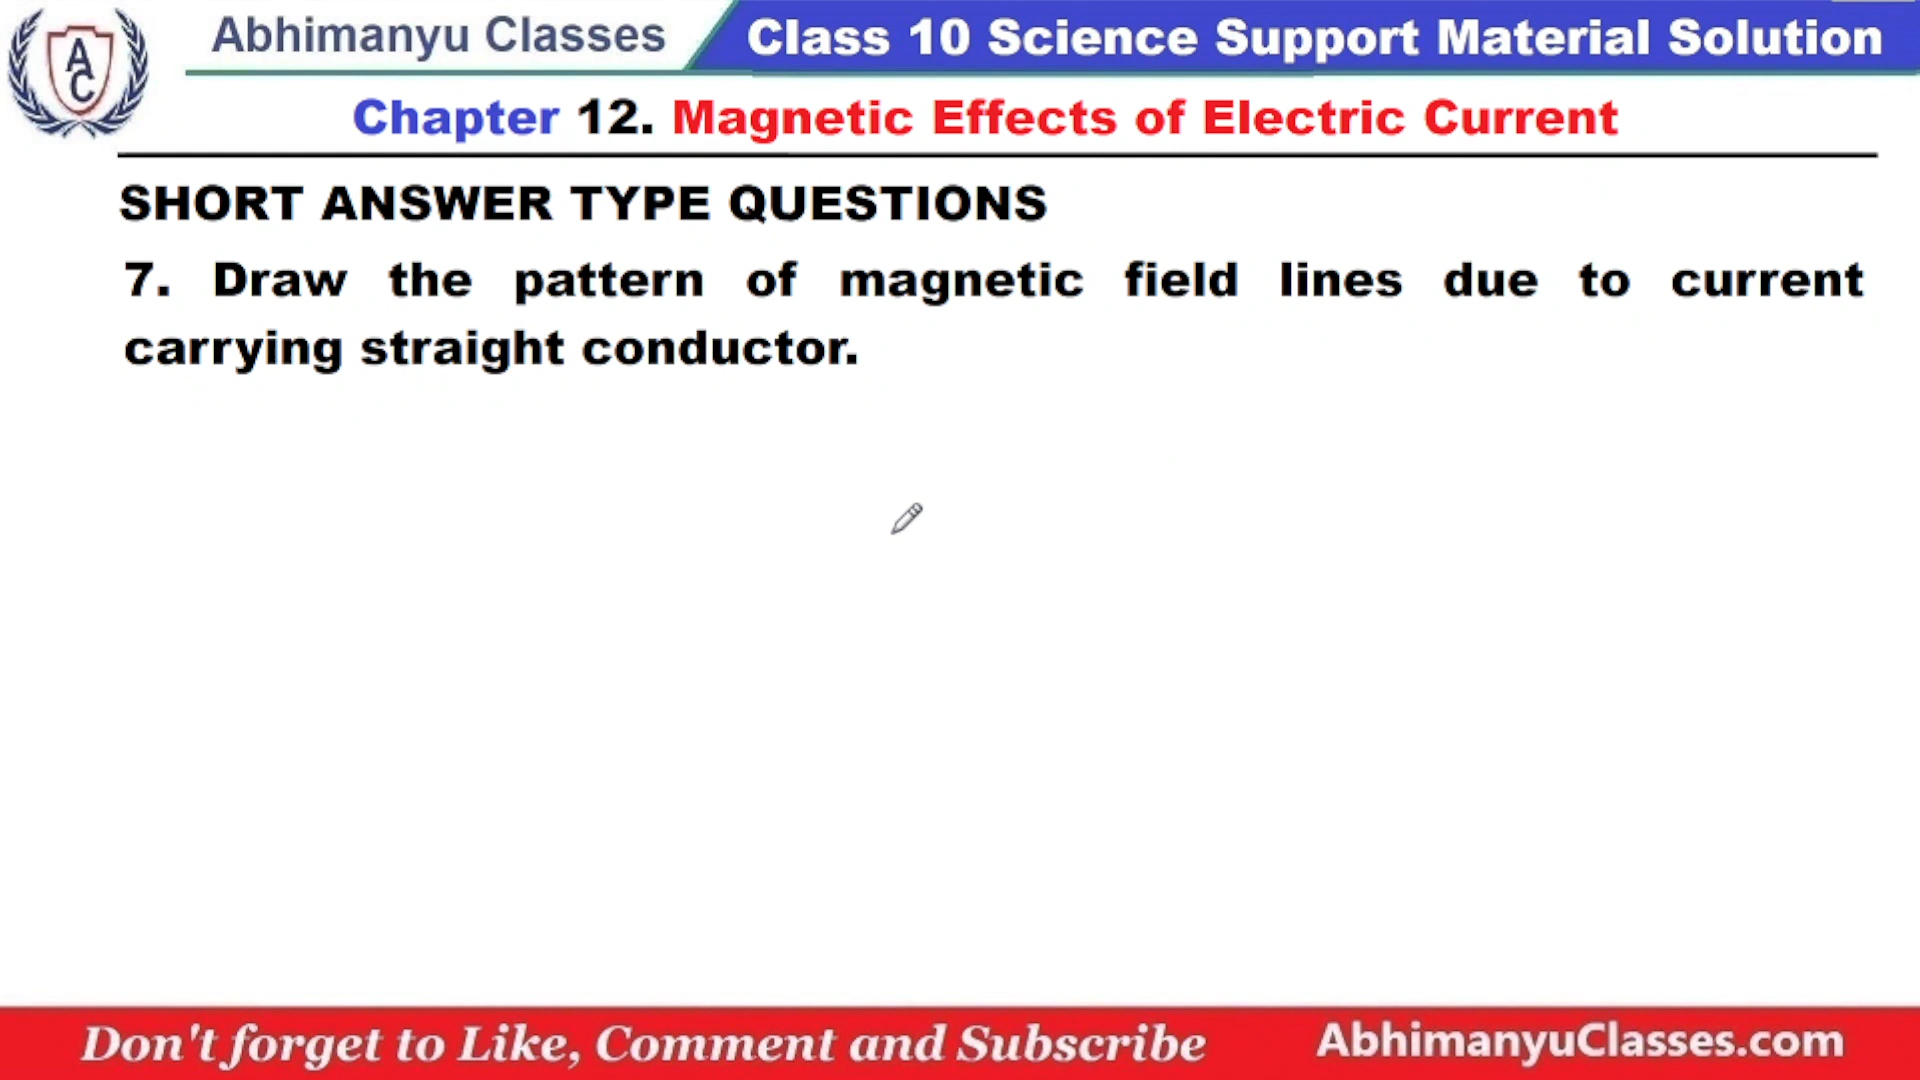 A
C
Abhimanyu Classes
Class 10 Science Support Material Solution
Chapter 12. Magnetic Effects of Electric Current
SHORT ANSWER TYPE QUESTIONS
7. Draw the pattern of magnetic field lines due to current
carrying straight conductor.
Don't forget to Like, Comment and Subscribe
AbhimanyuClasses.com